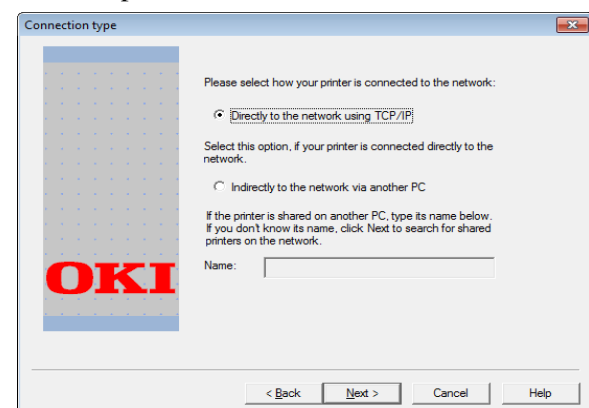 Connection type
Please select how your printer is connected to the network:
Directly to the network using TCP/IP
Select this option, if your printer is connected directly to the
network.
Indirectly to the network via another PC
If the printer is shared on another PC, type its name below.
If you don't know its name, click Next to search for shared
printers on the network.
OKI
Name:
< Back
Next >
Cancel
Help